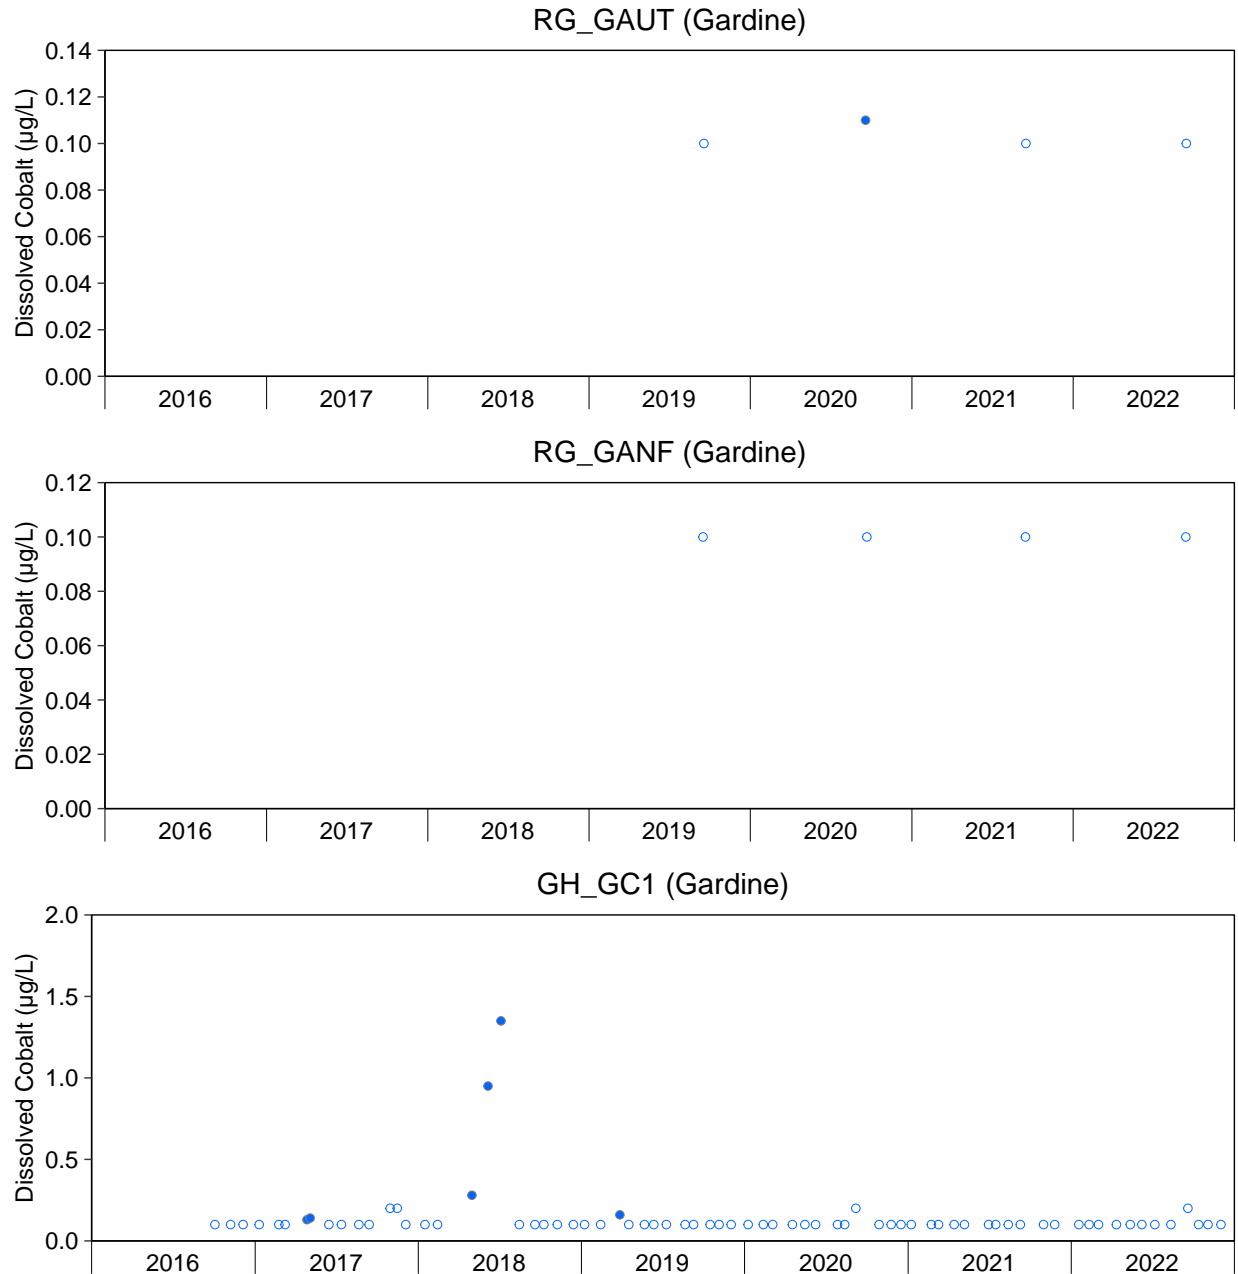 RG_GAUT (Gardine)
Dissolved Cobalt (µg/L)
0.14
0.12
0.10
0.08
0.06
0.04
0.02
0.00
2016 2017 2018 2019 2020 2021 2022
RG_GANF (Gardine)
Dissolved Cobalt (µg/L)
0.12
0.10
0.08
0.06
0.04
0.02
0.00
2016 2017 2018 2019 2020 2021 2022
GH_GC1 (Gardine)
Dissolved Cobalt (µg/L)
2.0
1.5
1.0
0.5
0.0
2016 2017 2018 2019 2020 2021 2022